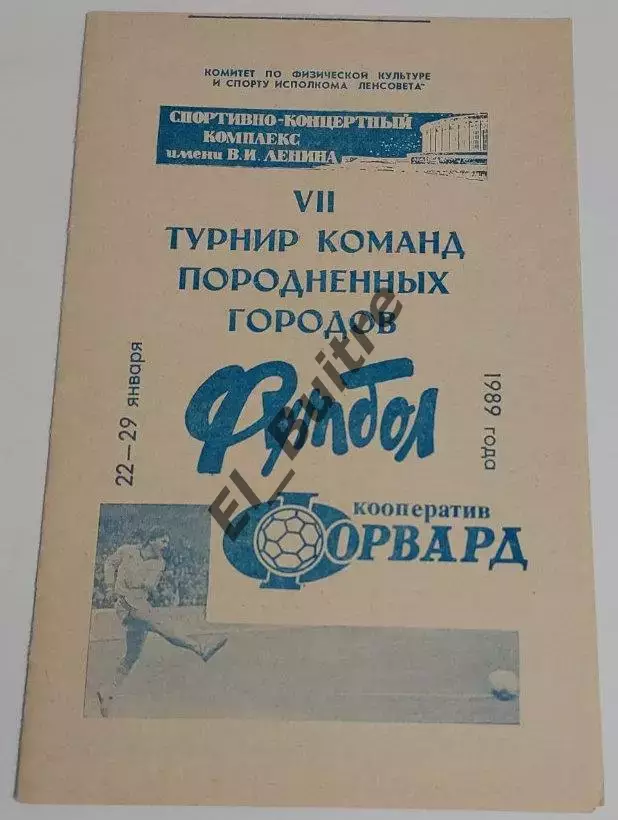 КОМИТЕТ ПО ФИЗИЧЕСКОЙ КУЛЬТУРЕ
И СПОРТУ ИСПОЛКОМА ЛЕНСОВЕТА
СПОРТИВНО-КОНЦЕРТНЫЙ
КОМПЛЕКС
имени В.И. ЛЕНИНА
VII
ТУРНИР КОМАНД
ПОРОДНЕННЫХ
ГОРОДОВ
22—29 января
Футбол
1989 года
кооператив
ФОРВАРД
El_Buitre